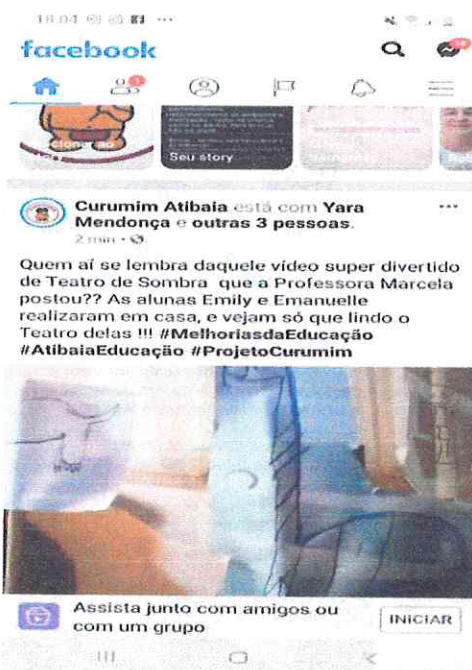 18:04
facebook
Seu story
Curumim Atibaia está com Yara
Mendonça e outras 3 pessoas.
2 min
Quem aí se lembra daquele vídeo super divertido
de Teatro de Sombra que a Professora Marcela
postou?? As alunas Emily e Emanuelle
realizaram em casa, e vejam só que lindo o
Teatro delas !!! #MelhoriasdaEducação
#AtibaiaEducação #ProjetoCurumim
Assista junto com amigos ou
com um grupo
INICIAR